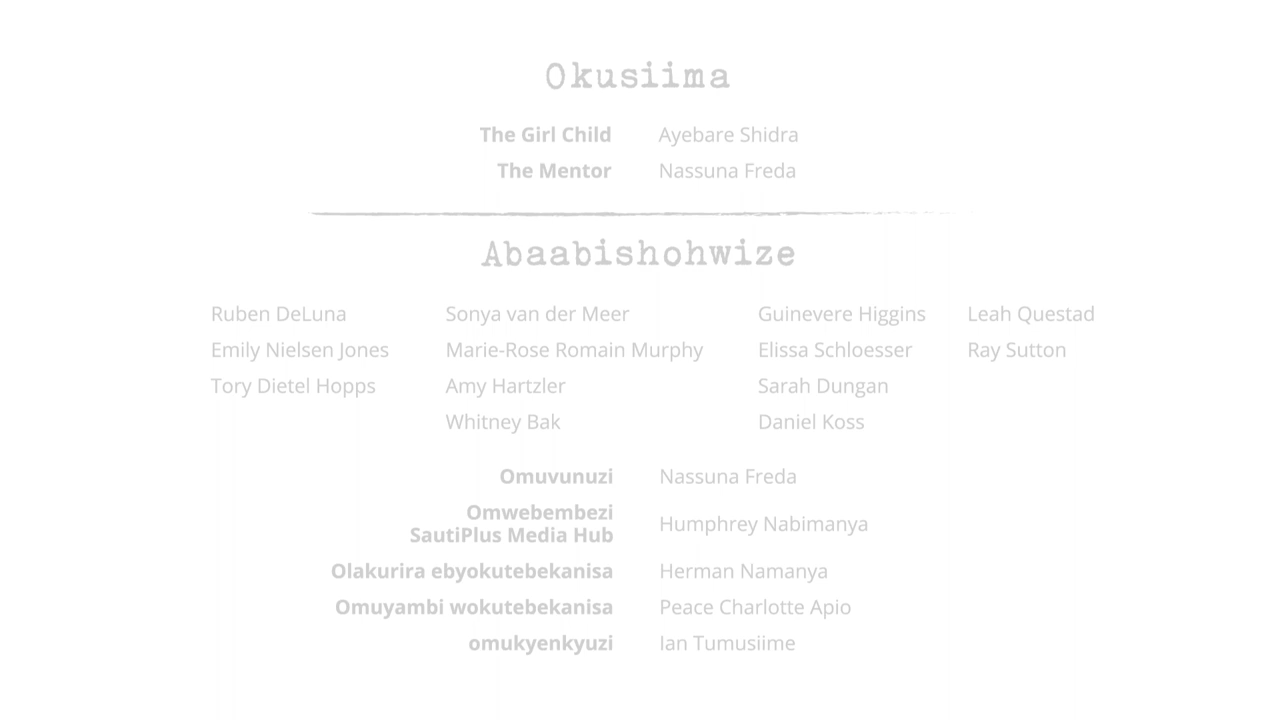 Okusiima
The Girl Child Ayebare Shidra
The Mentor Nassuna Freda
Abaabishohwize
Ruben DeLuna Sonya van der Meer Guinevere Higgins Leah Questad
Emily Nielsen Jones Marie-Rose Romain Murphy Elissa Schloesser Ray Sutton
Tory Dietel Hopps Amy Hartzler Sarah Dungan
Whitney Bak Daniel Koss
Omuvunuzi Nassuna Freda
Omwebembezi
SautiPlus Media Hub Humphrey Nabimanya
Olakurira ebyokutebekanisa Herman Namanya
Omuyambi wokutebekanisa Peace Charlotte Apio
omukyenkyuzi Ian Tumusiime